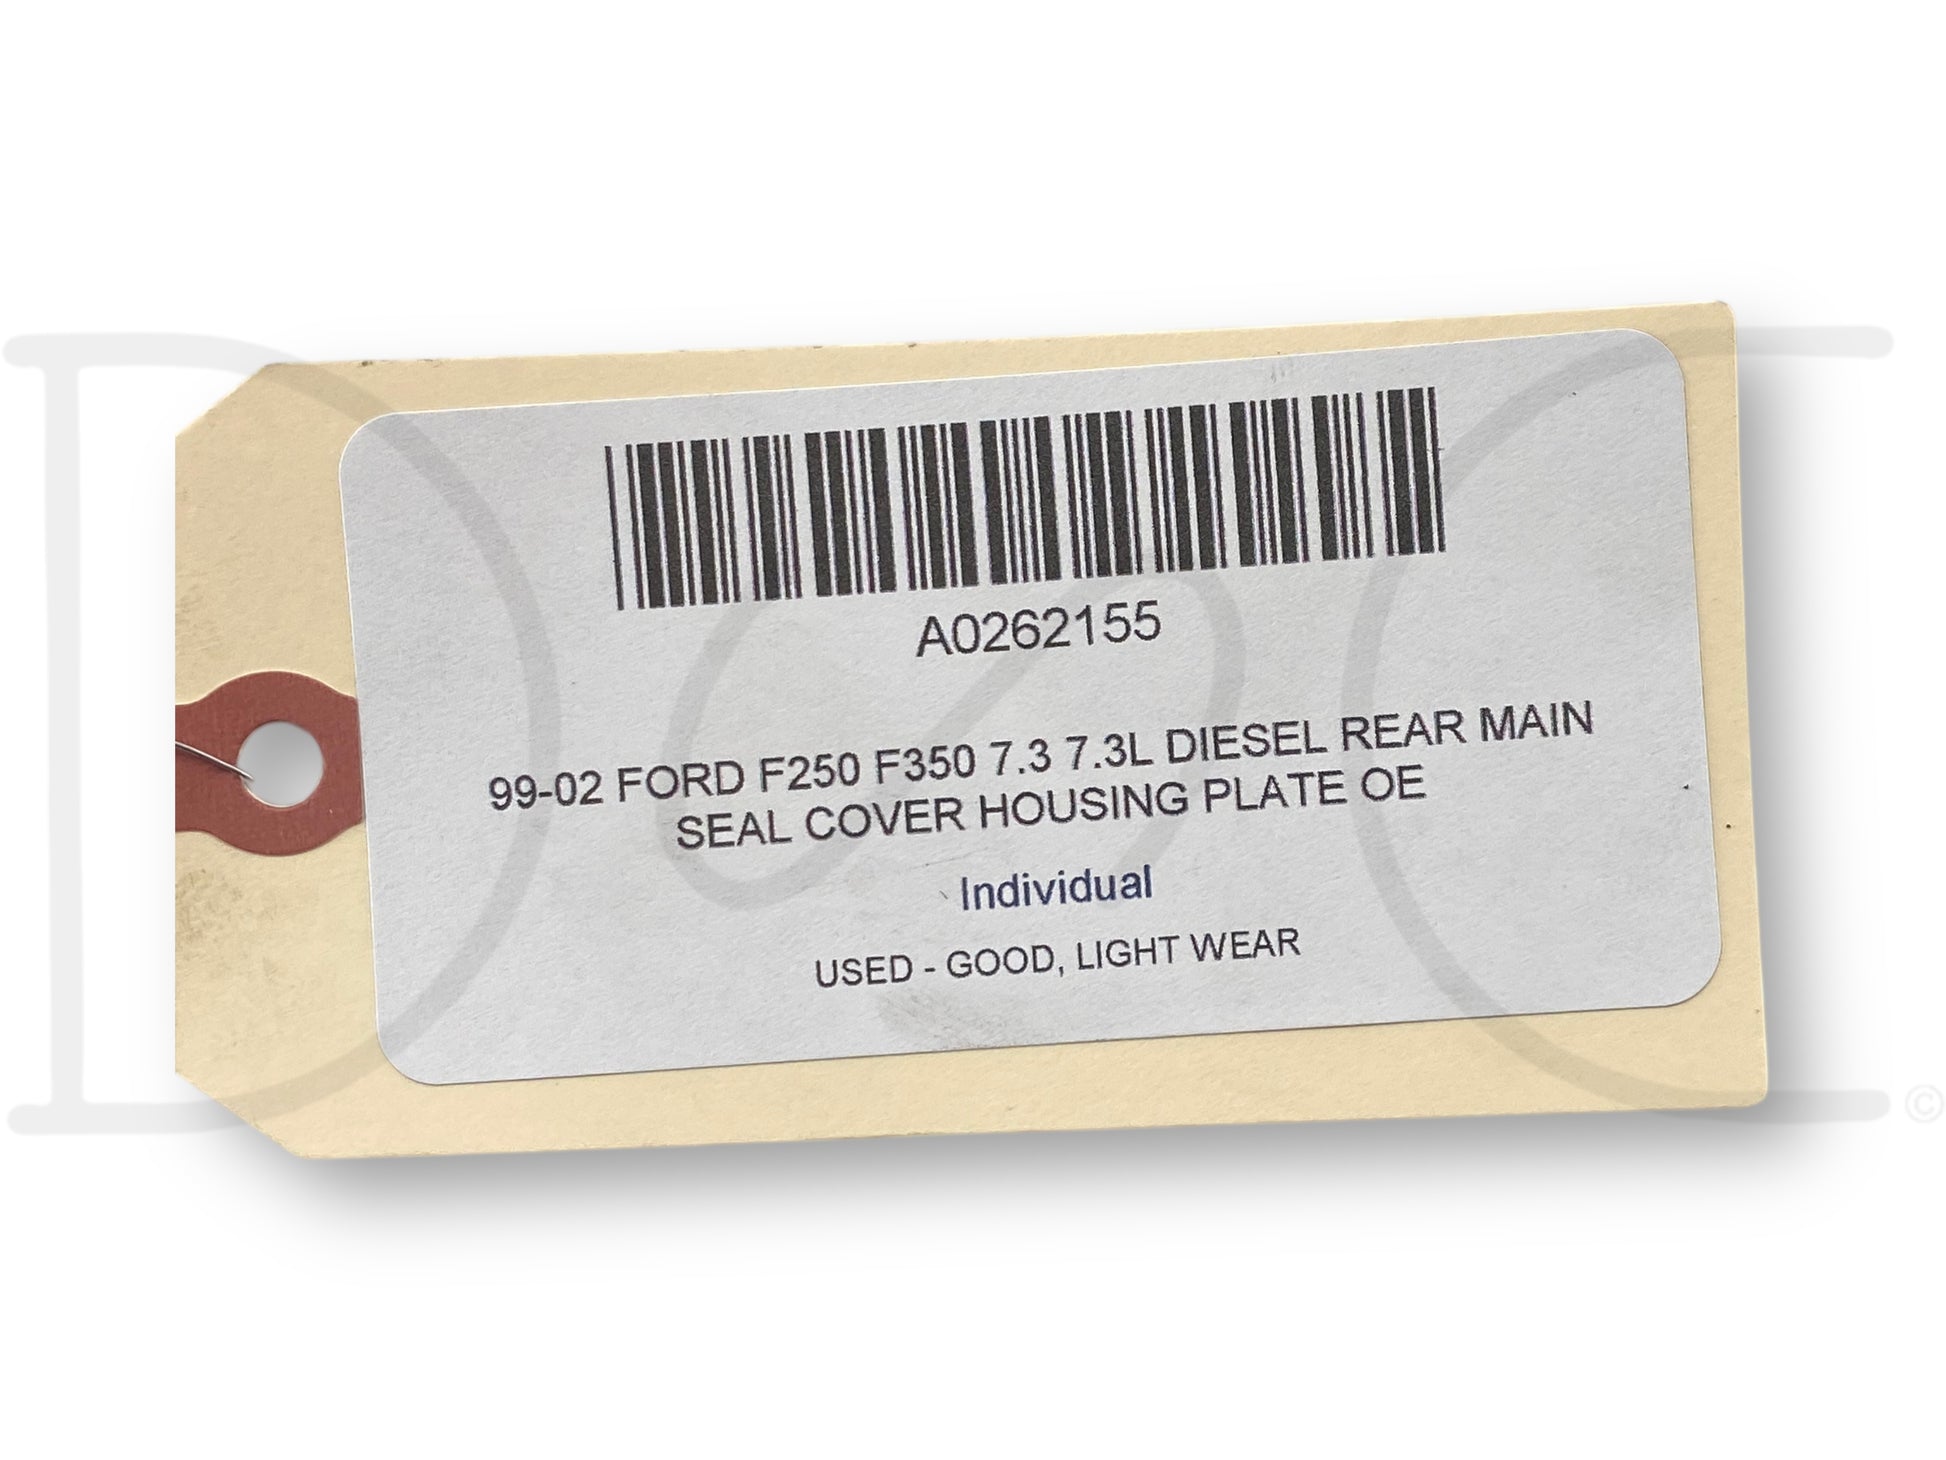 A0262155
99-02 FORD F250 F350 7.3 7.3L DIESEL REAR MAIN
SEAL COVER HOUSING PLATE OE
Individual
USED - GOOD, LIGHT WEAR
©